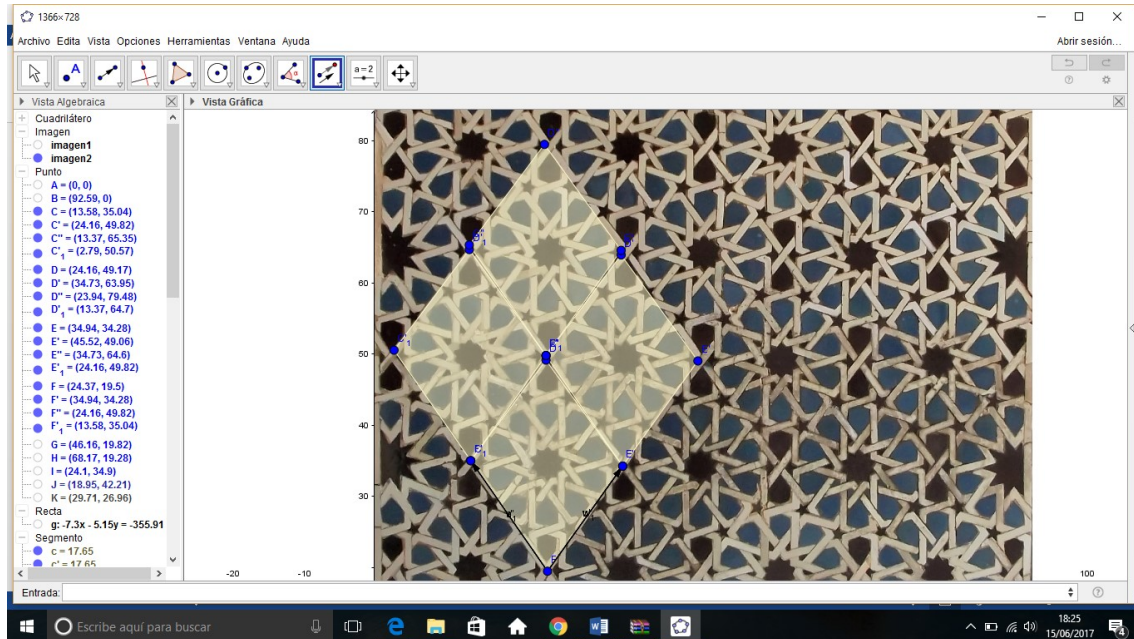 1366×728
Archivo Edita Vista Opciones Herramientas Ventana Ayuda
Abrir sesión...
A
a=2
Vista Algebraica
Vista Gráfica
Cuadrilátero
Imagen
imagen1
imagen2
Punto
A = (0, 0)
B = (92.59, 0)
C = (13.58, 35.04)
C' = (24.16, 49.82)
C'' = (13.37, 65.35)
C'₁ = (2.79, 50.57)
D = (24.16, 49.17)
D' = (34.73, 63.95)
D'' = (23.94, 79.48)
D'₁ = (13.37, 64.7)
E = (34.94, 34.28)
E' = (45.52, 49.06)
E'' = (34.73, 64.6)
E'₁ = (24.16, 49.82)
F = (24.37, 19.5)
F' = (34.94, 34.28)
F'' = (24.16, 49.82)
F'₁ = (13.58, 35.04)
G = (46.16, 19.82)
H = (68.17, 19.28)
I = (24.1, 34.9)
J = (18.95, 42.21)
K = (29.71, 26.96)
Recta
g: -7.3x - 5.15y = -355.91
Segmento
c = 17.65
c' = 17.65
80
70
60
50
40
30
-20
-10
100
Entrada:
Escribe aquí para buscar
18:25
15/06/2017
4